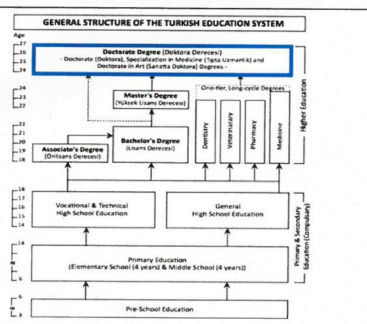 GENERAL STRUCTURE OF THE TURKISH EDUCATION SYSTEM
Age
27
26
25
24
Doctorate Degree (Doktora Derecesi)
- Doctorate (Doktora), Specialization in Medicine (Tıpta Uzmanlık) and
Doctorate in Art (Sanatta Doktora) Degrees -
24
23
22
Master's Degree
(Yüksek Lisans Derecesi)
One-tier, Long-cycle Degrees
Higher Education
22
21
20
19
18
Associate's Degree
(Önlisans Derecesi)
Bachelor's Degree
(Lisans Derecesi)
Dentistry
Veterinary
Pharmacy
Medicine
18
17
16
15
14
Vocational & Technical
High School Education
General
High School Education
Primary & Secondary
Education (Compulsary)
14
6
Primary Education
(Elementary School (4 years) & Middle School (4 years))
6
3
Pre-School Education